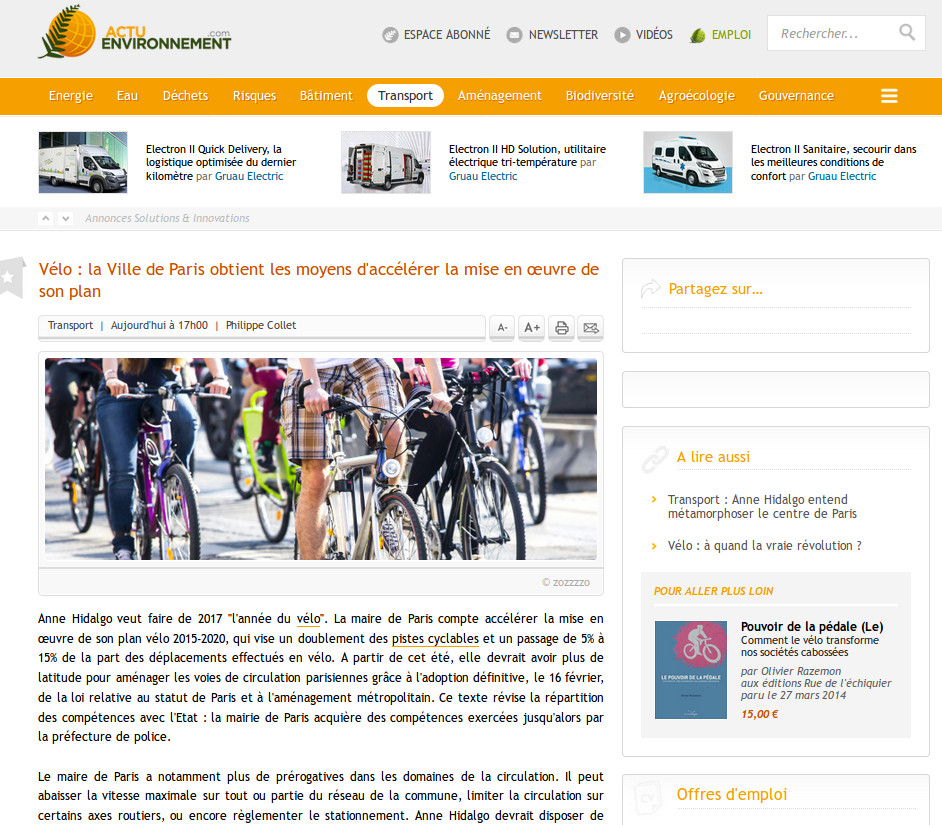 ACTU
.com
ENVIRONNEMENT
ESPACE ABONNÉ
NEWSLETTER
VIDÉOS
EMPLOI
Rechercher...
Energie
Eau
Déchets
Risques
Bâtiment
Transport
Aménagement
Biodiversité
Agroécologie
Gouvernance
Electron II Quick Delivery, la
logistique optimisée du dernier
kilomètre par Gruau Electric
Electron II HD Solution, utilitaire
électrique tri-température par
Gruau Electric
Electron II Sanitaire, secourir dans
les meilleures conditions de
confort par Gruau Electric
Annonces Solutions & Innovations
Vélo : la Ville de Paris obtient les moyens d'accélérer la mise en œuvre de
son plan
Transport | Aujourd'hui à 17h00 | Philippe Collet
A-
A+
© zozzzzo
Anne Hidalgo veut faire de 2017 "l'année du vélo". La maire de Paris compte accélérer la mise en
œuvre de son plan vélo 2015-2020, qui vise un doublement des pistes cyclables et un passage de 5% à
15% de la part des déplacements effectués en vélo. A partir de cet été, elle devrait avoir plus de
latitude pour aménager les voies de circulation parisiennes grâce à l'adoption définitive, le 16 février,
de la loi relative au statut de Paris et à l'aménagement métropolitain. Ce texte révise la répartition
des compétences avec l'Etat : la mairie de Paris acquière des compétences exercées jusqu'alors par
la préfecture de police.
Le maire de Paris a notamment plus de prérogatives dans les domaines de la circulation. Il peut
abaisser la vitesse maximale sur tout ou partie du réseau de la commune, limiter la circulation sur
certains axes routiers, ou encore règlementer le stationnement. Anne Hidalgo devrait disposer de
Partagez sur...
A lire aussi
Transport : Anne Hidalgo entend
métamorphoser le centre de Paris
Vélo : à quand la vraie révolution ?
POUR ALLER PLUS LOIN
LE POUVOIR DE LA PÉDALE
Pouvoir de la pédale (Le)
Comment le vélo transforme
nos sociétés cabossées
par Olivier Razemon
aux éditions Rue de l'échiquier
paru le 27 mars 2014
15,00 €
CV
Offres d'emploi